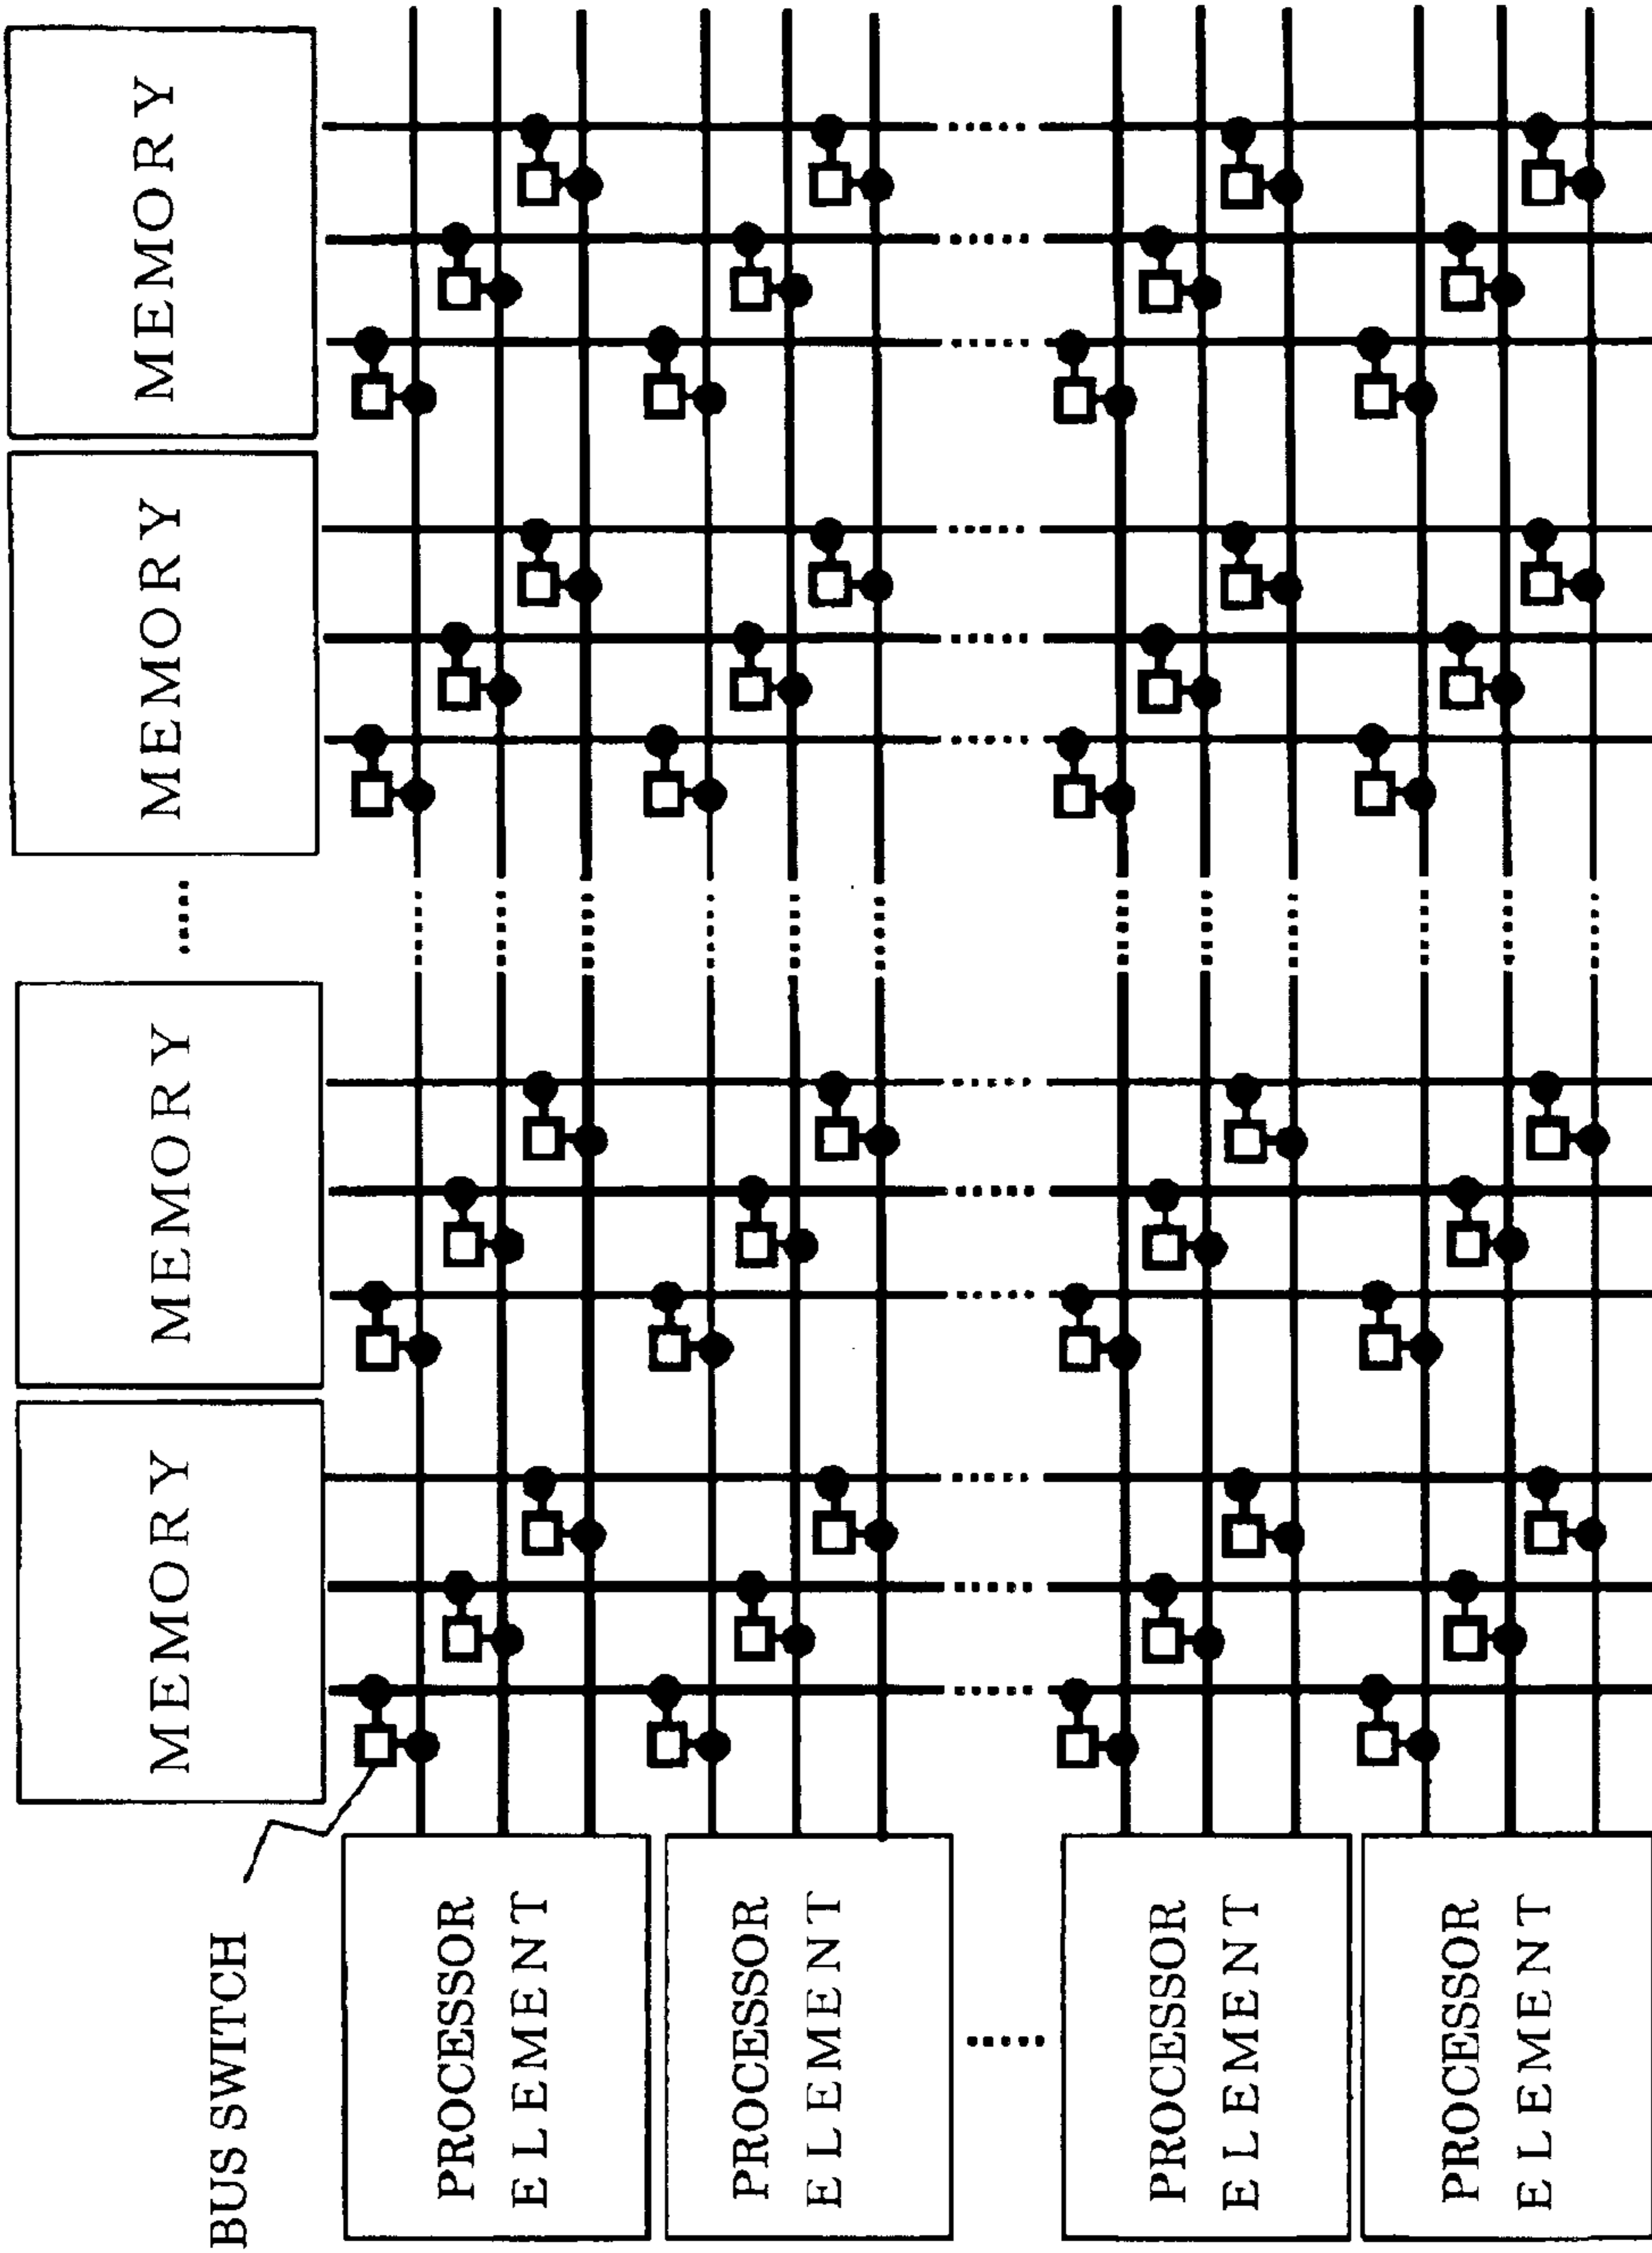 MEMORY
MEMORY
MEMORY
MEMORY
BUS SWITCH
PROCESSOR
ELEMENT
PROCESSOR
ELEMENT
PROCESSOR
ELEMENT
PROCESSOR
ELEMENT